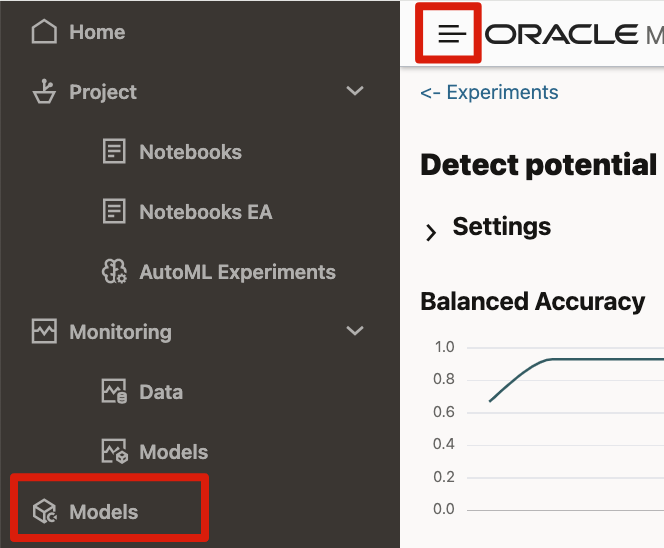 Home
Project
Notebooks
Notebooks EA
AutoML Experiments
Monitoring
Data
Models
Models
ORACLE M
<- Experiments
Detect potential
Settings
Balanced Accuracy
1.0
0.8
0.6
0.4
0.2
0.0